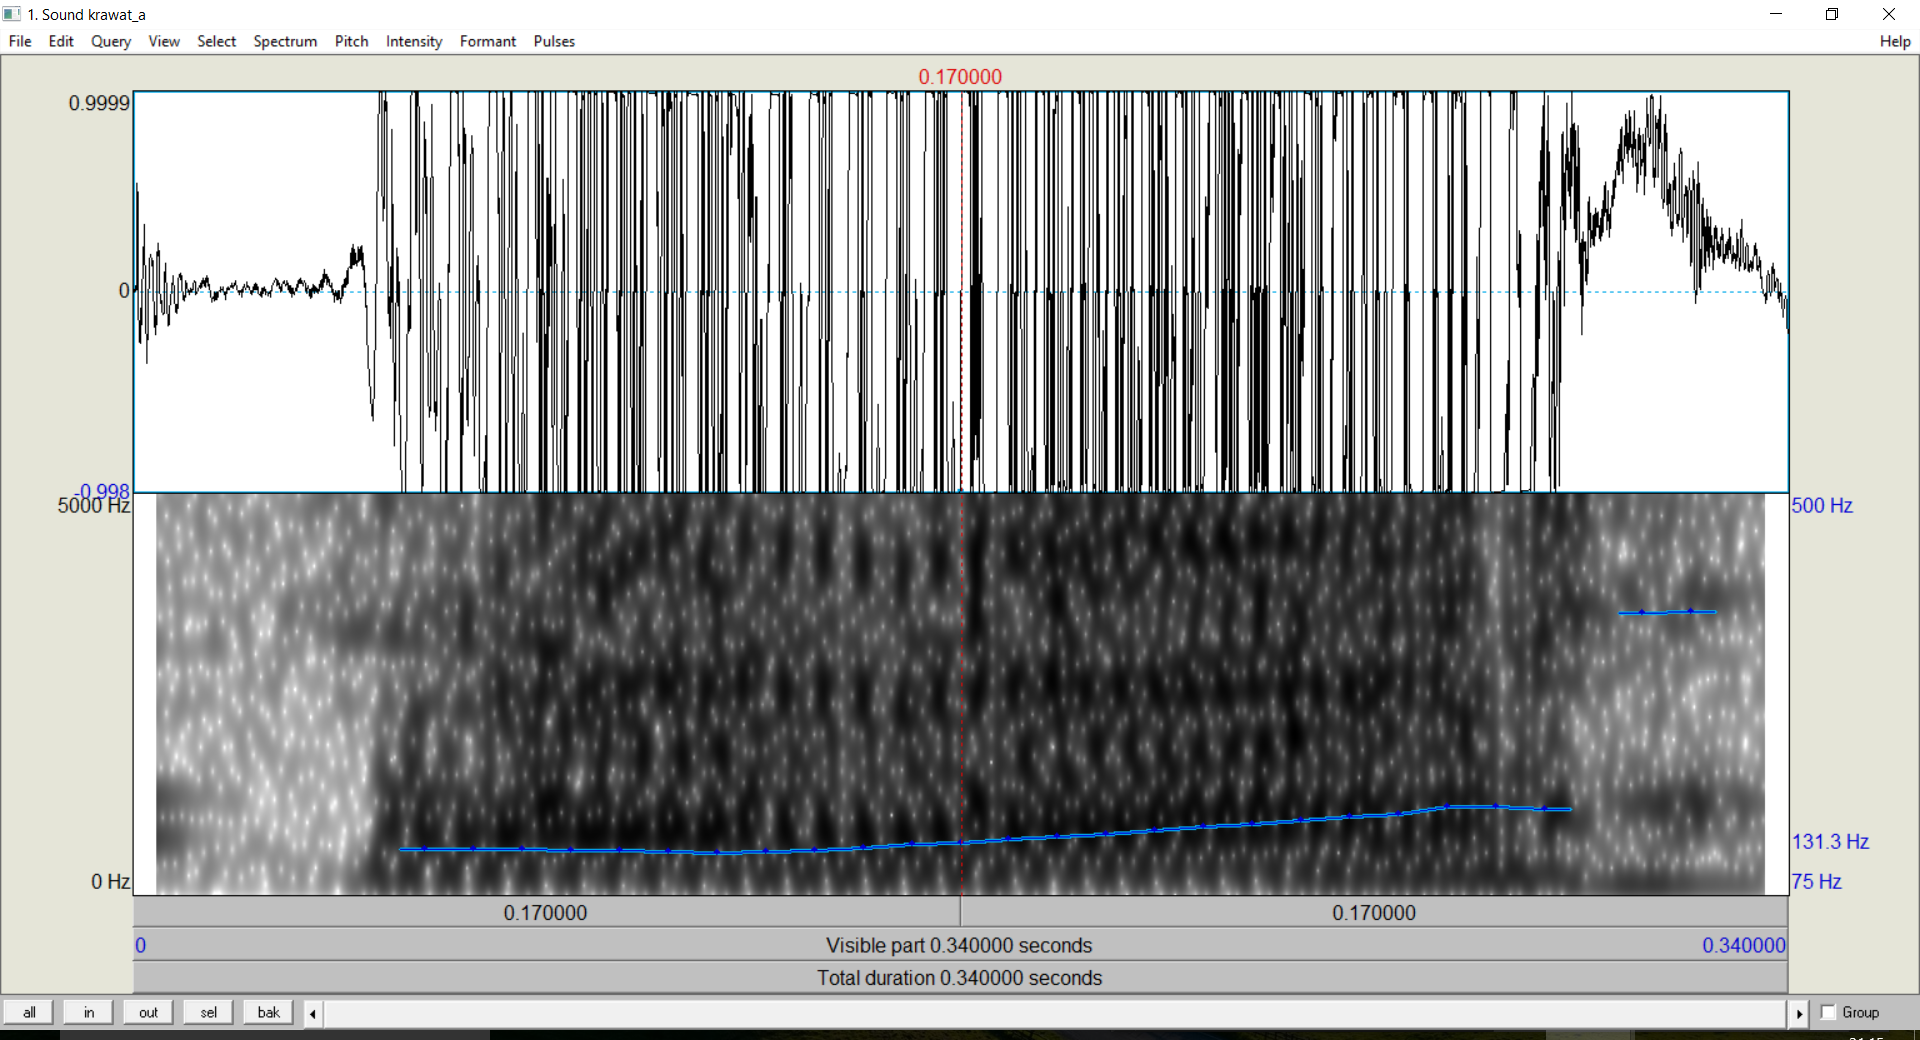 1. Sound krawat_a
File Edit Query View Select Spectrum Pitch Intensity Formant Pulses Help
0.170000
0.9999
0
-0.998
5000 Hz 500 Hz
131.3 Hz
0 Hz 75 Hz
0.170000 0.170000
0 Visible part 0.340000 seconds 0.340000
Total duration 0.340000 seconds
all in out sel bak Group